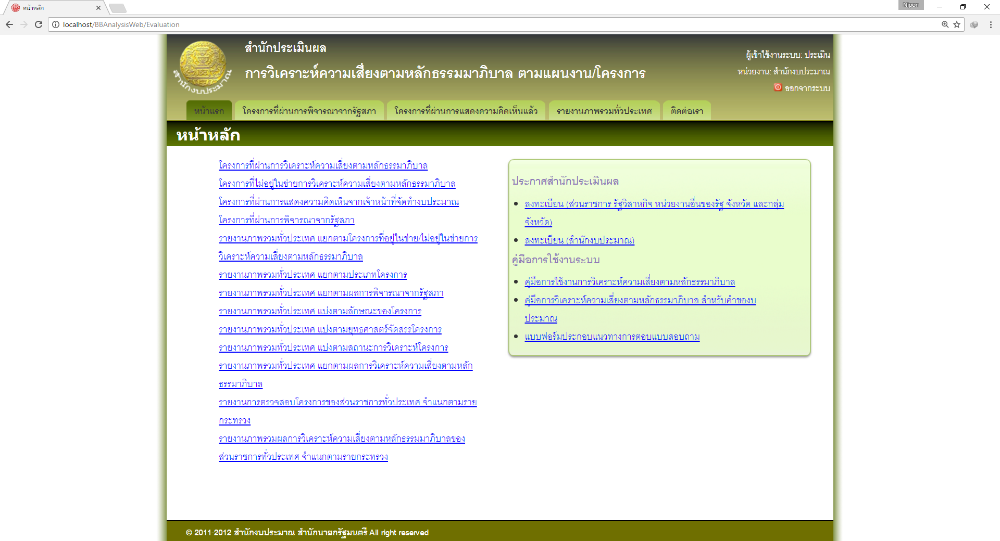 หน้าหลัก
Nipon
localhost/BBAnalysisWeb/Evaluation
สำนักงบประมาณ
สำนักประเมินผล
การวิเคราะห์ความเสี่ยงตามหลักธรรมมาภิบาล ตามแผนงาน/โครงการ
ผู้เข้าใช้งานระบบ: ประเมิน
หน่วยงาน: สำนักงบประมาณ
ออกจากระบบ
หน้าแรก
โครงการที่ผ่านการพิจารณาจากรัฐสภา
โครงการที่ผ่านการแสดงความคิดเห็นแล้ว
รายงานภาพรวมทั่วประเทศ
ติดต่อเรา
หน้าหลัก
โครงการที่ผ่านการวิเคราะห์ความเสี่ยงตามหลักธรรมาภิบาล
โครงการที่ไม่อยู่ในข่ายการวิเคราะห์ความเสี่ยงตามหลักธรรมาภิบาล
โครงการที่ผ่านการแสดงความคิดเห็นจากเจ้าหน้าที่จัดทำงบประมาณ
โครงการที่ผ่านการพิจารณาจากรัฐสภา
รายงานภาพรวมทั่วประเทศ แยกตามโครงการที่อยู่ในข่าย/ไม่อยู่ในข่ายการ
วิเคราะห์ความเสี่ยงตามหลักธรรมาภิบาล
รายงานภาพรวมทั่วประเทศ แยกตามประเภทโครงการ
รายงานภาพรวมทั่วประเทศ แยกตามผลการพิจารณาจากรัฐสภา
รายงานภาพรวมทั่วประเทศ แบ่งตามลักษณะของโครงการ
รายงานภาพรวมทั่วประเทศ แบ่งตามยุทธศาสตร์จัดสรรโครงการ
รายงานภาพรวมทั่วประเทศ แบ่งตามสถานะการวิเคราะห์โครงการ
รายงานภาพรวมทั่วประเทศ แยกตามผลการวิเคราะห์ความเสี่ยงตามหลัก
ธรรมาภิบาล
รายงานการตรวจสอบโครงการของส่วนราชการทั่วประเทศ จำแนกตามราย
กระทรวง
รายงานภาพรวมผลการวิเคราะห์ความเสี่ยงตามหลักธรรมมาภิบาลของ
ส่วนราชการทั่วประเทศ จำแนกตามรายกระทรวง
ประกาศสำนักประเมินผล
ลงทะเบียน (ส่วนราชการ รัฐวิสาหกิจ หน่วยงานอื่นของรัฐ จังหวัด และกลุ่ม
จังหวัด)
ลงทะเบียน (สำนักงบประมาณ)
คู่มือการใช้งานระบบ
คู่มือการใช้งานการวิเคราะห์ความเสี่ยงตามหลักธรรมาภิบาล
คู่มือการวิเคราะห์ความเสี่ยงตามหลักธรรมาภิบาล สำหรับคำของบ
ประมาณ
แบบฟอร์มประกอบแนวทางการตอบแบบสอบถาม
© 2011-2012 สำนักงบประมาณ สำนักนายกรัฐมนตรี All right reserved